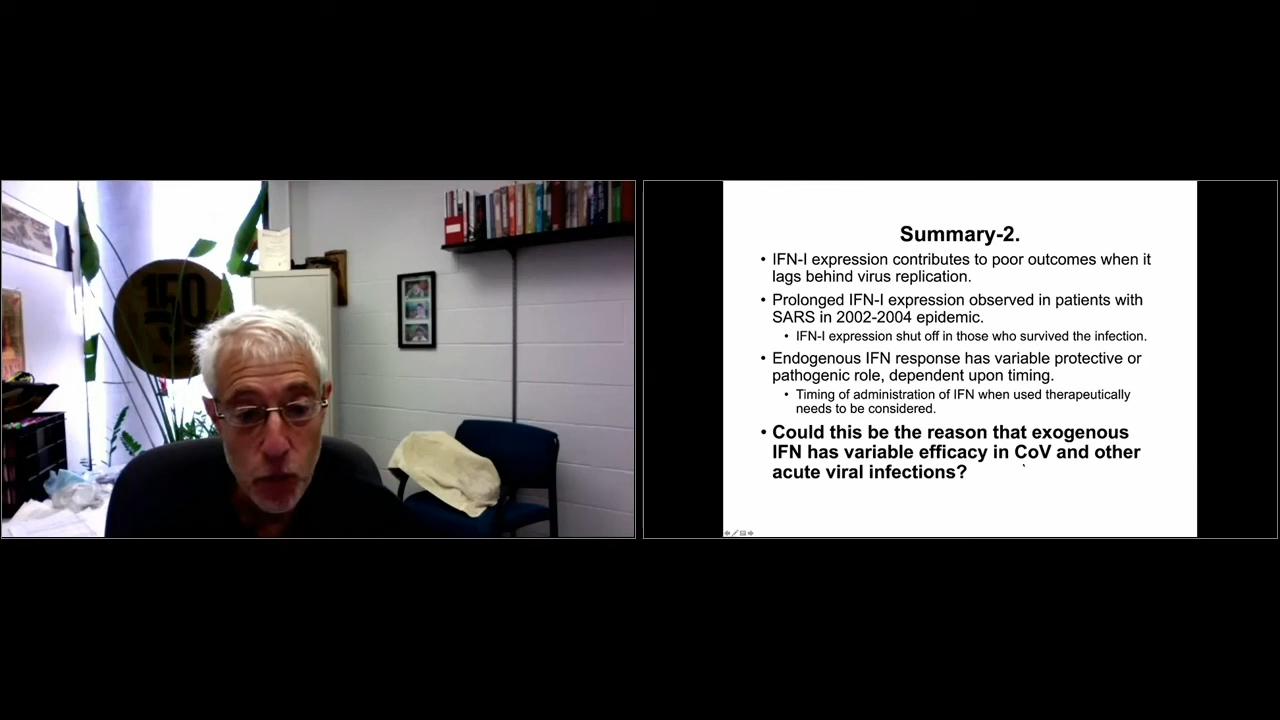 150
Summary-2.
• IFN-I expression contributes to poor outcomes when it
lags behind virus replication.
• Prolonged IFN-I expression observed in patients with
SARS in 2002-2004 epidemic.
• IFN-I expression shut off in those who survived the infection.
• Endogenous IFN response has variable protective or
pathogenic role, dependent upon timing.
• Timing of administration of IFN when used therapeutically
needs to be considered.
• Could this be the reason that exogenous
IFN has variable efficacy in CoV and other
acute viral infections?